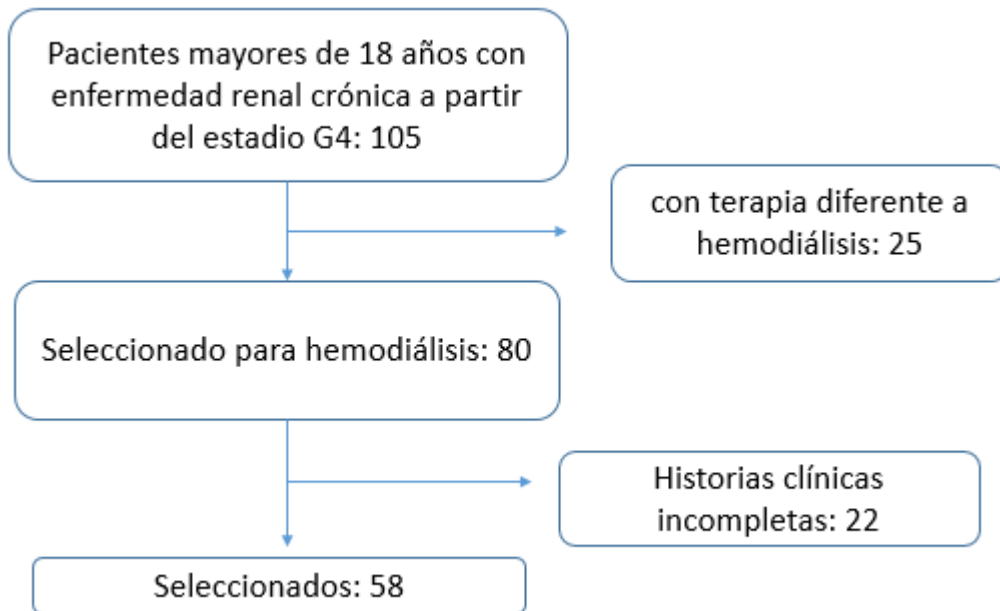 Pacientes mayores de 18 años con
enfermedad renal crónica a partir
del estadio G4: 105
con terapia diferente a
hemodiálisis: 25
Seleccionado para hemodiálisis: 80
Historias clínicas
incompletas: 22
Seleccionados: 58